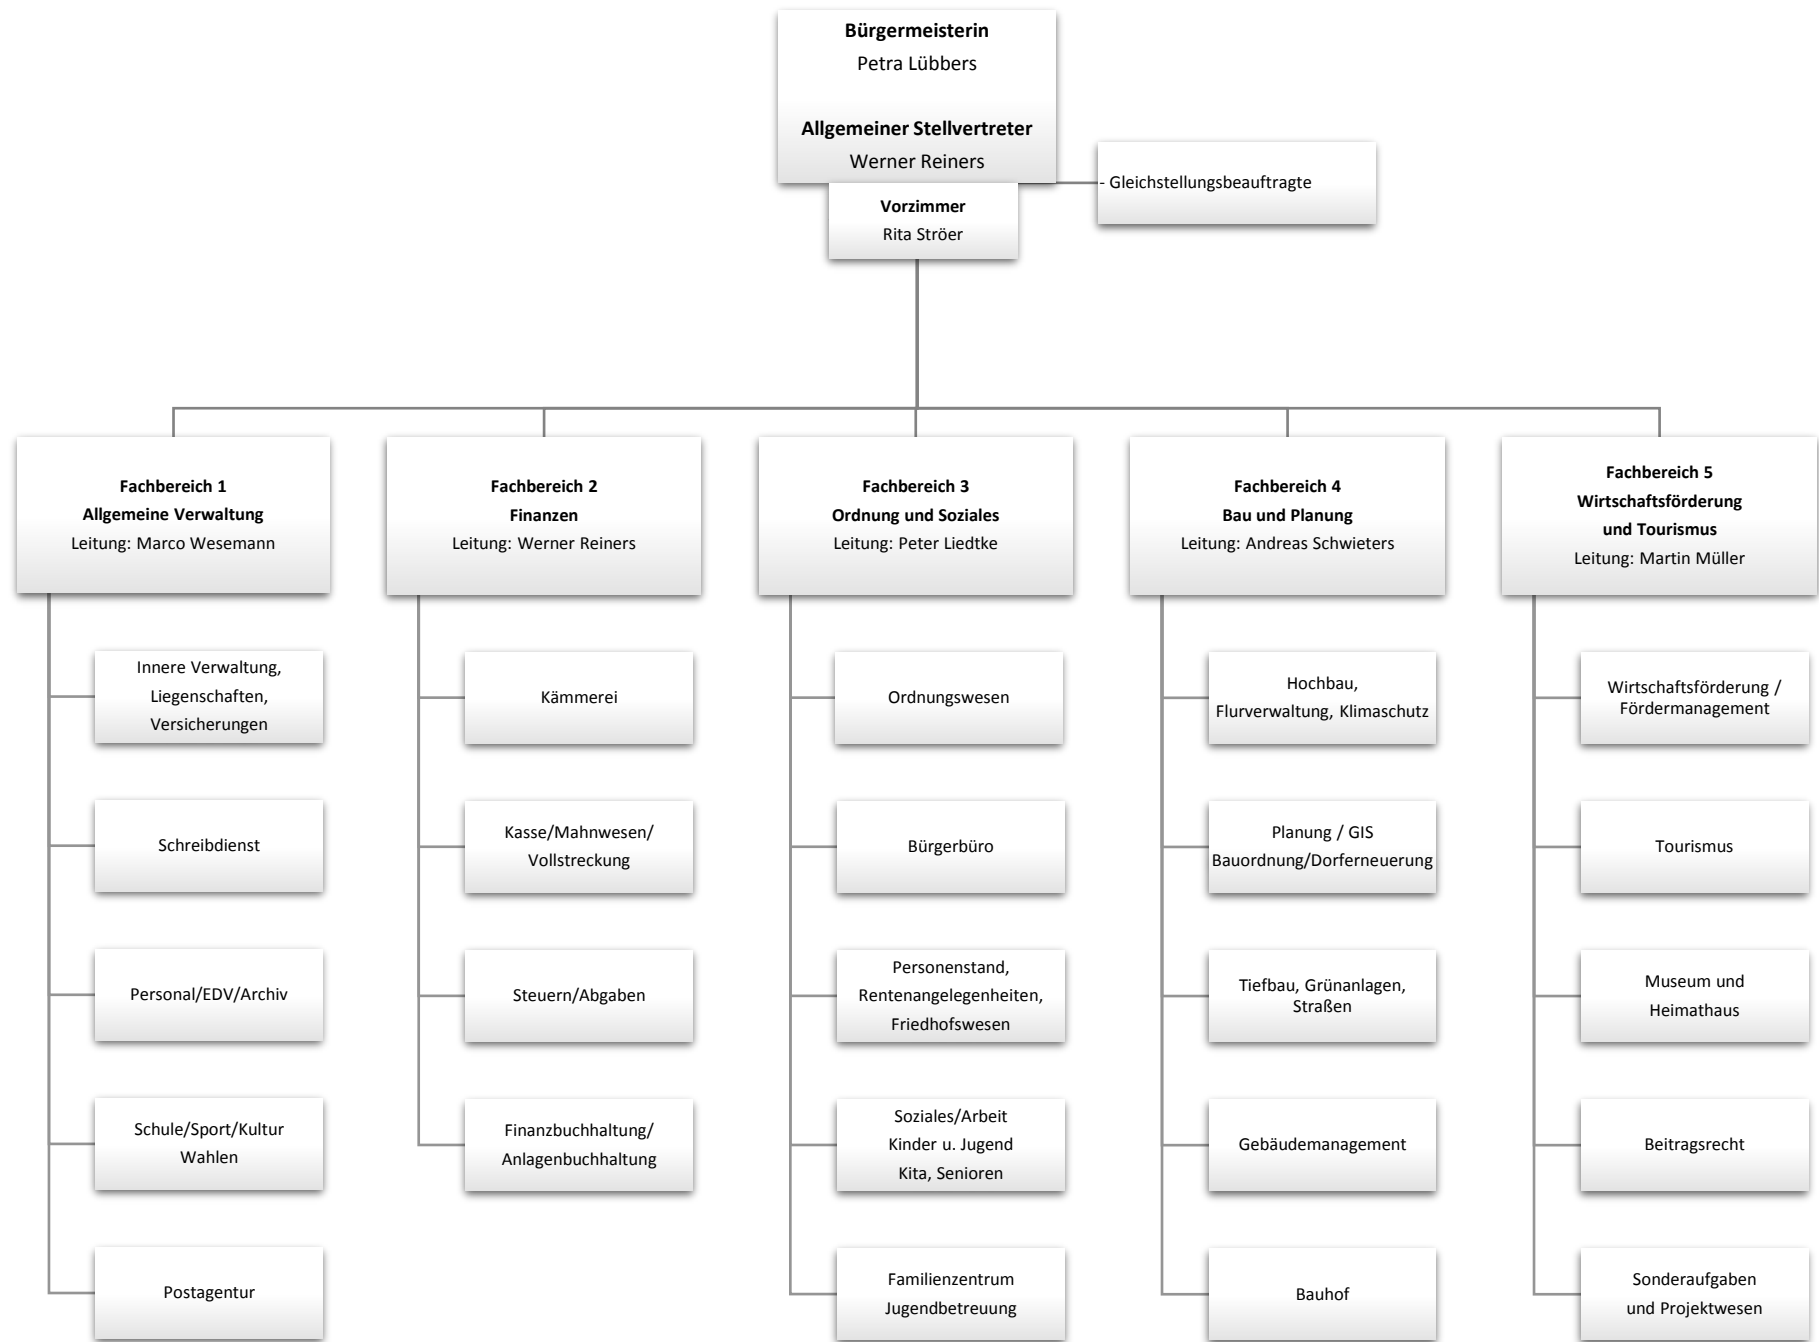 Bürgermeisterin
Petra Lübbers
Allgemeiner Stellvertreter
Werner Reiners
- Gleichstellungsbeauftragte
Vorzimmer
Rita Ströer
Fachbereich 1
Allgemeine Verwaltung
Leitung: Marco Wesemann
Innere Verwaltung,
Liegenschaften,
Versicherungen
Schreibdienst
Personal/EDV/Archiv
Schule/Sport/Kultur
Wahlen
Postagentur
Fachbereich 2
Finanzen
Leitung: Werner Reiners
Kämmerei
Kasse/Mahnwesen/
Vollstreckung
Steuern/Abgaben
Finanzbuchhaltung/
Anlagenbuchhaltung
Fachbereich 3
Ordnung und Soziales
Leitung: Peter Liedtke
Ordnungswesen
Bürgerbüro
Personenstand,
Rentenangelegenheiten,
Friedhofswesen
Soziales/Arbeit
Kinder u. Jugend
Kita, Senioren
Familienzentrum
Jugendbetreuung
Fachbereich 4
Bau und Planung
Leitung: Andreas Schwieters
Hochbau,
Flurverwaltung, Klimaschutz
Planung / GIS
Bauordnung/Dorferneuerung
Tiefbau, Grünanlagen,
Straßen
Gebäudemanagement
Bauhof
Fachbereich 5
Wirtschaftsförderung
und Tourismus
Leitung: Martin Müller
Wirtschaftsförderung /
Fördermanagement
Tourismus
Museum und
Heimathaus
Beitragsrecht
Sonderaufgaben
und Projektwesen